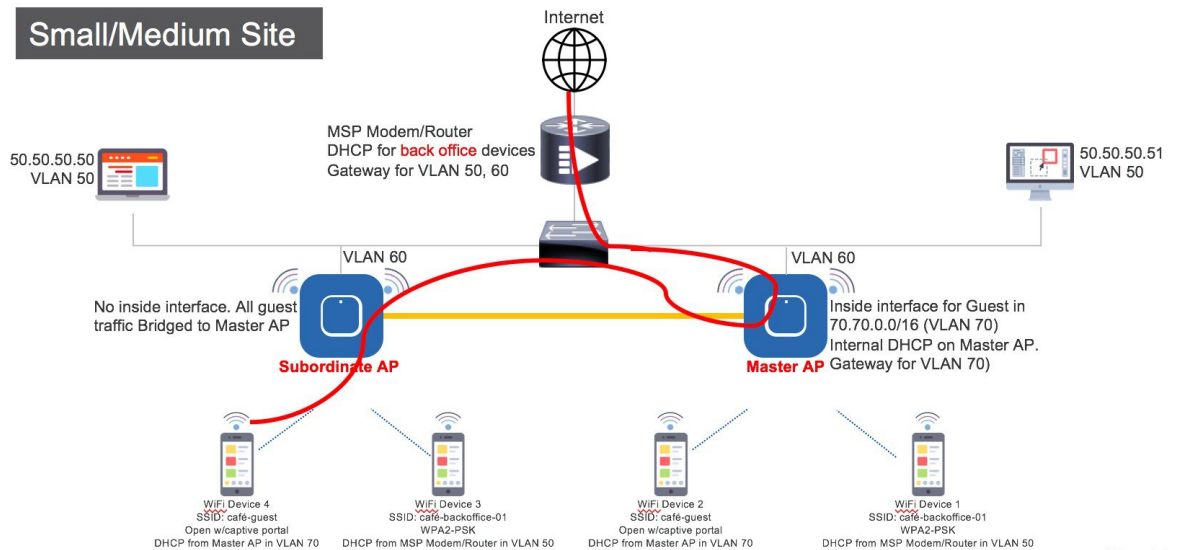 Small/Medium Site
Internet
MSP Modem/Router
DHCP for back office devices
Gateway for VLAN 50, 60
50.50.50.50
VLAN 50
50.50.50.51
VLAN 50
VLAN 60
VLAN 60
No inside interface. All guest
traffic Bridged to Master AP
Inside interface for Guest in
70.70.0.0/16 (VLAN 70)
Internal DHCP on Master AP.
Gateway for VLAN 70)
Subordinate AP
Master AP
WiFi Device 4
SSID: café-guest
Open w/captive portal
DHCP from Master AP in VLAN 70
WiFi Device 3
SSID: café-backoffice-01
WPA2-PSK
DHCP from MSP Modem/Router in VLAN 50
WiFi Device 2
SSID: café-guest
Open w/captive portal
DHCP from Master AP in VLAN 70
WiFi Device 1
SSID: café-backoffice-01
WPA2-PSK
DHCP from MSP Modem/Router in VLAN 50